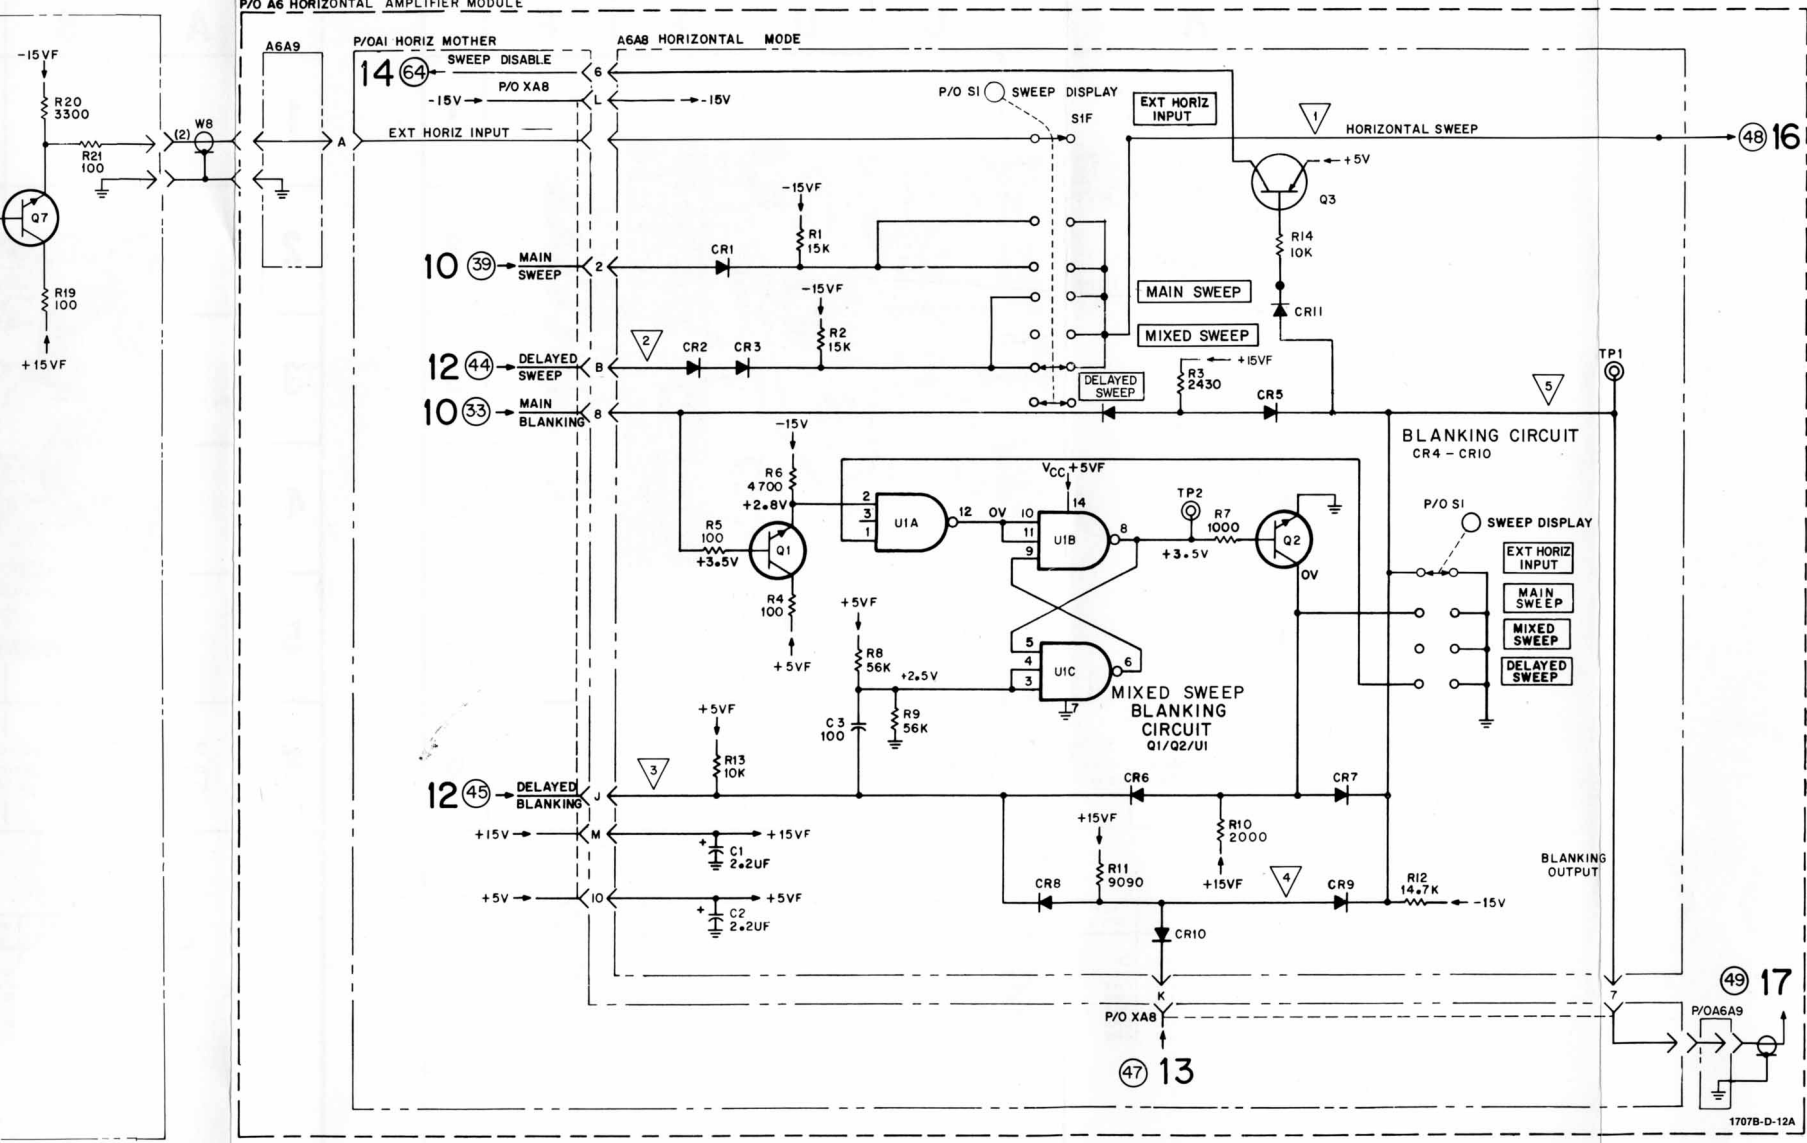 P/O A6 HORIZONTAL AMPLIFIER MODULE
A6A9
P/OA1 HORIZ MOTHER
A6A8 HORIZONTAL MODE
-15VF
R20
3300
R21
100
Q7
R19
100
+15VF
(2)
W8
A
14 64
SWEEP DISABLE
6
P/O XA8
-15V
L
-15V
EXT HORIZ INPUT
P/O S1
SWEEP DISPLAY
S1F
EXT HORIZ
INPUT
1
HORIZONTAL SWEEP
48 16
+5V
Q3
R14
10K
CR11
-15VF
R1
15K
10 39
MAIN
SWEEP
2
CR1
-15VF
R2
15K
MAIN SWEEP
MIXED SWEEP
DELAYED
SWEEP
12 44
DELAYED
SWEEP
B
2
CR2
CR3
+15VF
R3
2430
CR5
10 33
MAIN
BLANKING
8
5
TP1
BLANKING CIRCUIT
CR4 - CR10
-15V
R6
4700
+2.8V
R5
100
+3.5V
Q1
R4
100
+5VF
2
3
1
U1A
12
0V
10
11
9
VCC +5VF
14
U1B
8
TP2
+3.5V
R7
1000
Q2
0V
P/O S1
SWEEP DISPLAY
EXT HORIZ
INPUT
MAIN
SWEEP
MIXED
SWEEP
DELAYED
SWEEP
+5VF
R8
56K
+2.5V
C3
100
R9
56K
5
4
3
U1C
6
7
MIXED SWEEP
BLANKING
CIRCUIT
Q1/Q2/U1
+5VF
R13
10K
12 45
DELAYED
BLANKING
J
3
CR6
CR7
R10
2000
+15VF
+15V
M
+15VF
+
C1
2.2UF
+5V
10
+5VF
+
C2
2.2UF
+15VF
R11
9090
CR8
4
CR9
R12
14.7K
-15V
CR10
BLANKING
OUTPUT
K
P/O XA8
47 13
7
49 17
P/OA6A9
1707B-D-12A